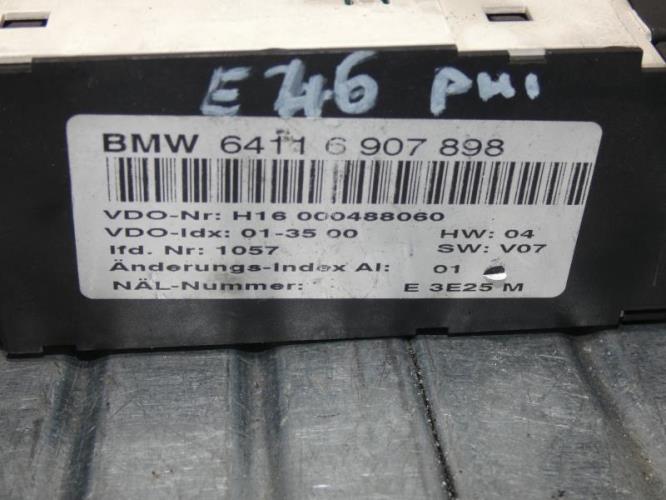 E46 PHI
BMW 6411 6 907 898
VDO-Nr: H16 000488060
VDO-Idx: 01-35 00 HW: 04
lfd. Nr: 1057 SW: V07
Änderungs-Index AI: 01
NÄL-Nummer: E 3E25 M